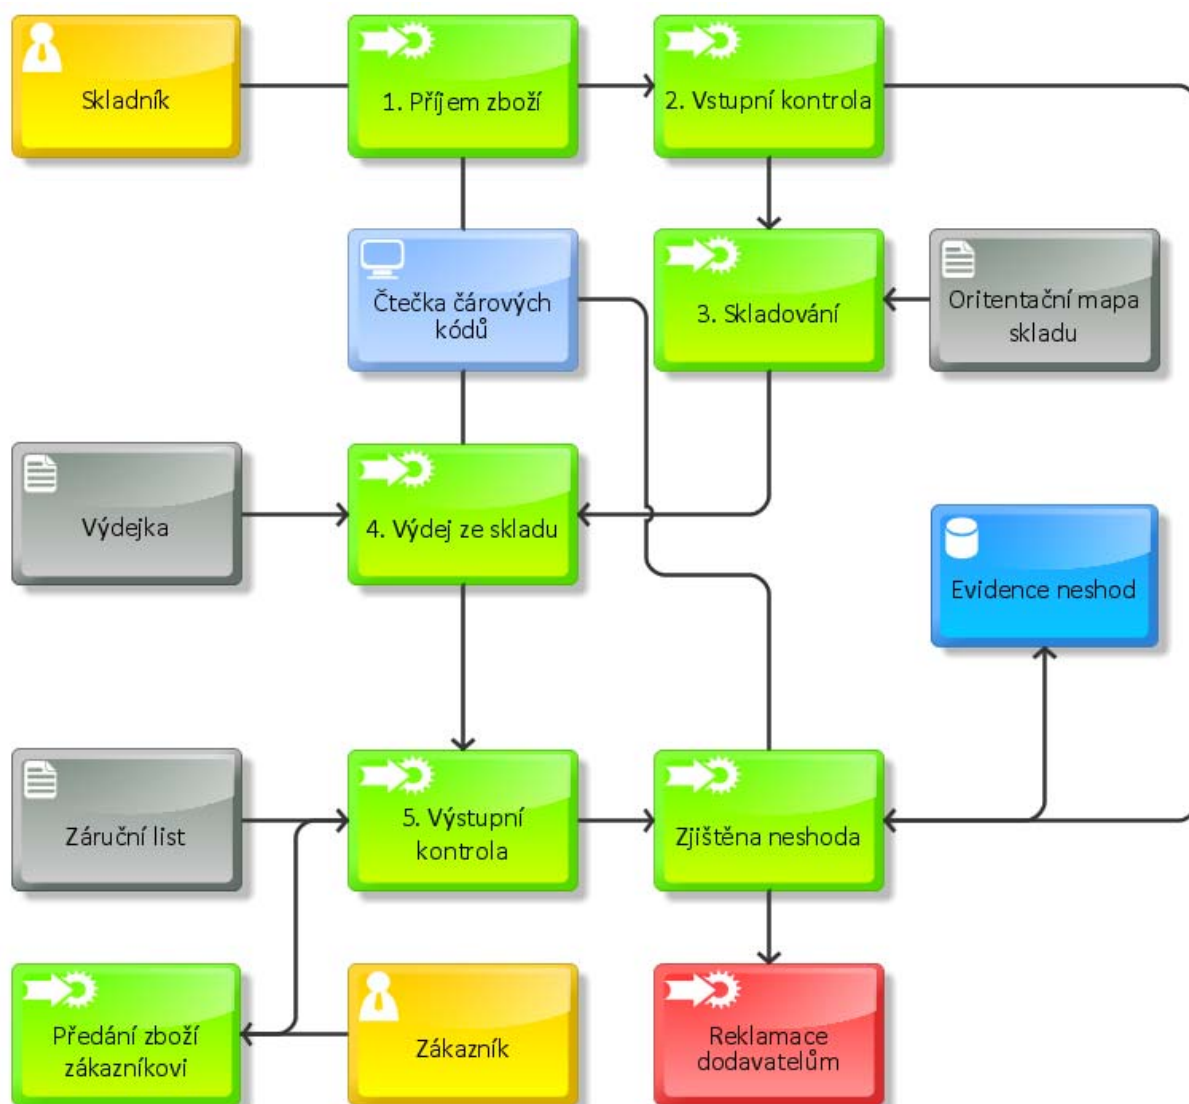 Skladník
1. Příjem zboží
2. Vstupní kontrola
Čtečka čárových
kódů
3. Skladování
Oritentační mapa
skladu
Výdejka
4. Výdej ze skladu
Evidence neshod
Záruční list
5. Výstupní
kontrola
Zjištěna neshoda
Předání zboží
zákazníkovi
Zákazník
Reklamace
dodavatelům